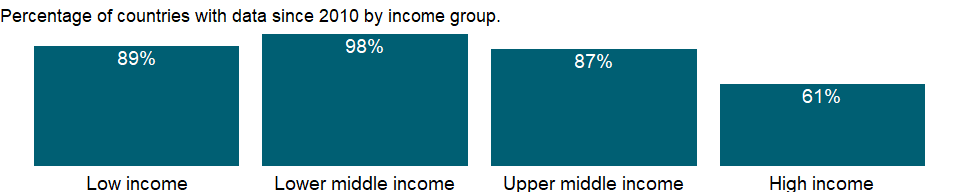 Percentage of countries with data since 2010 by income group.
89%
98%
87%
61%
Low income
Lower middle income
Upper middle income
High income